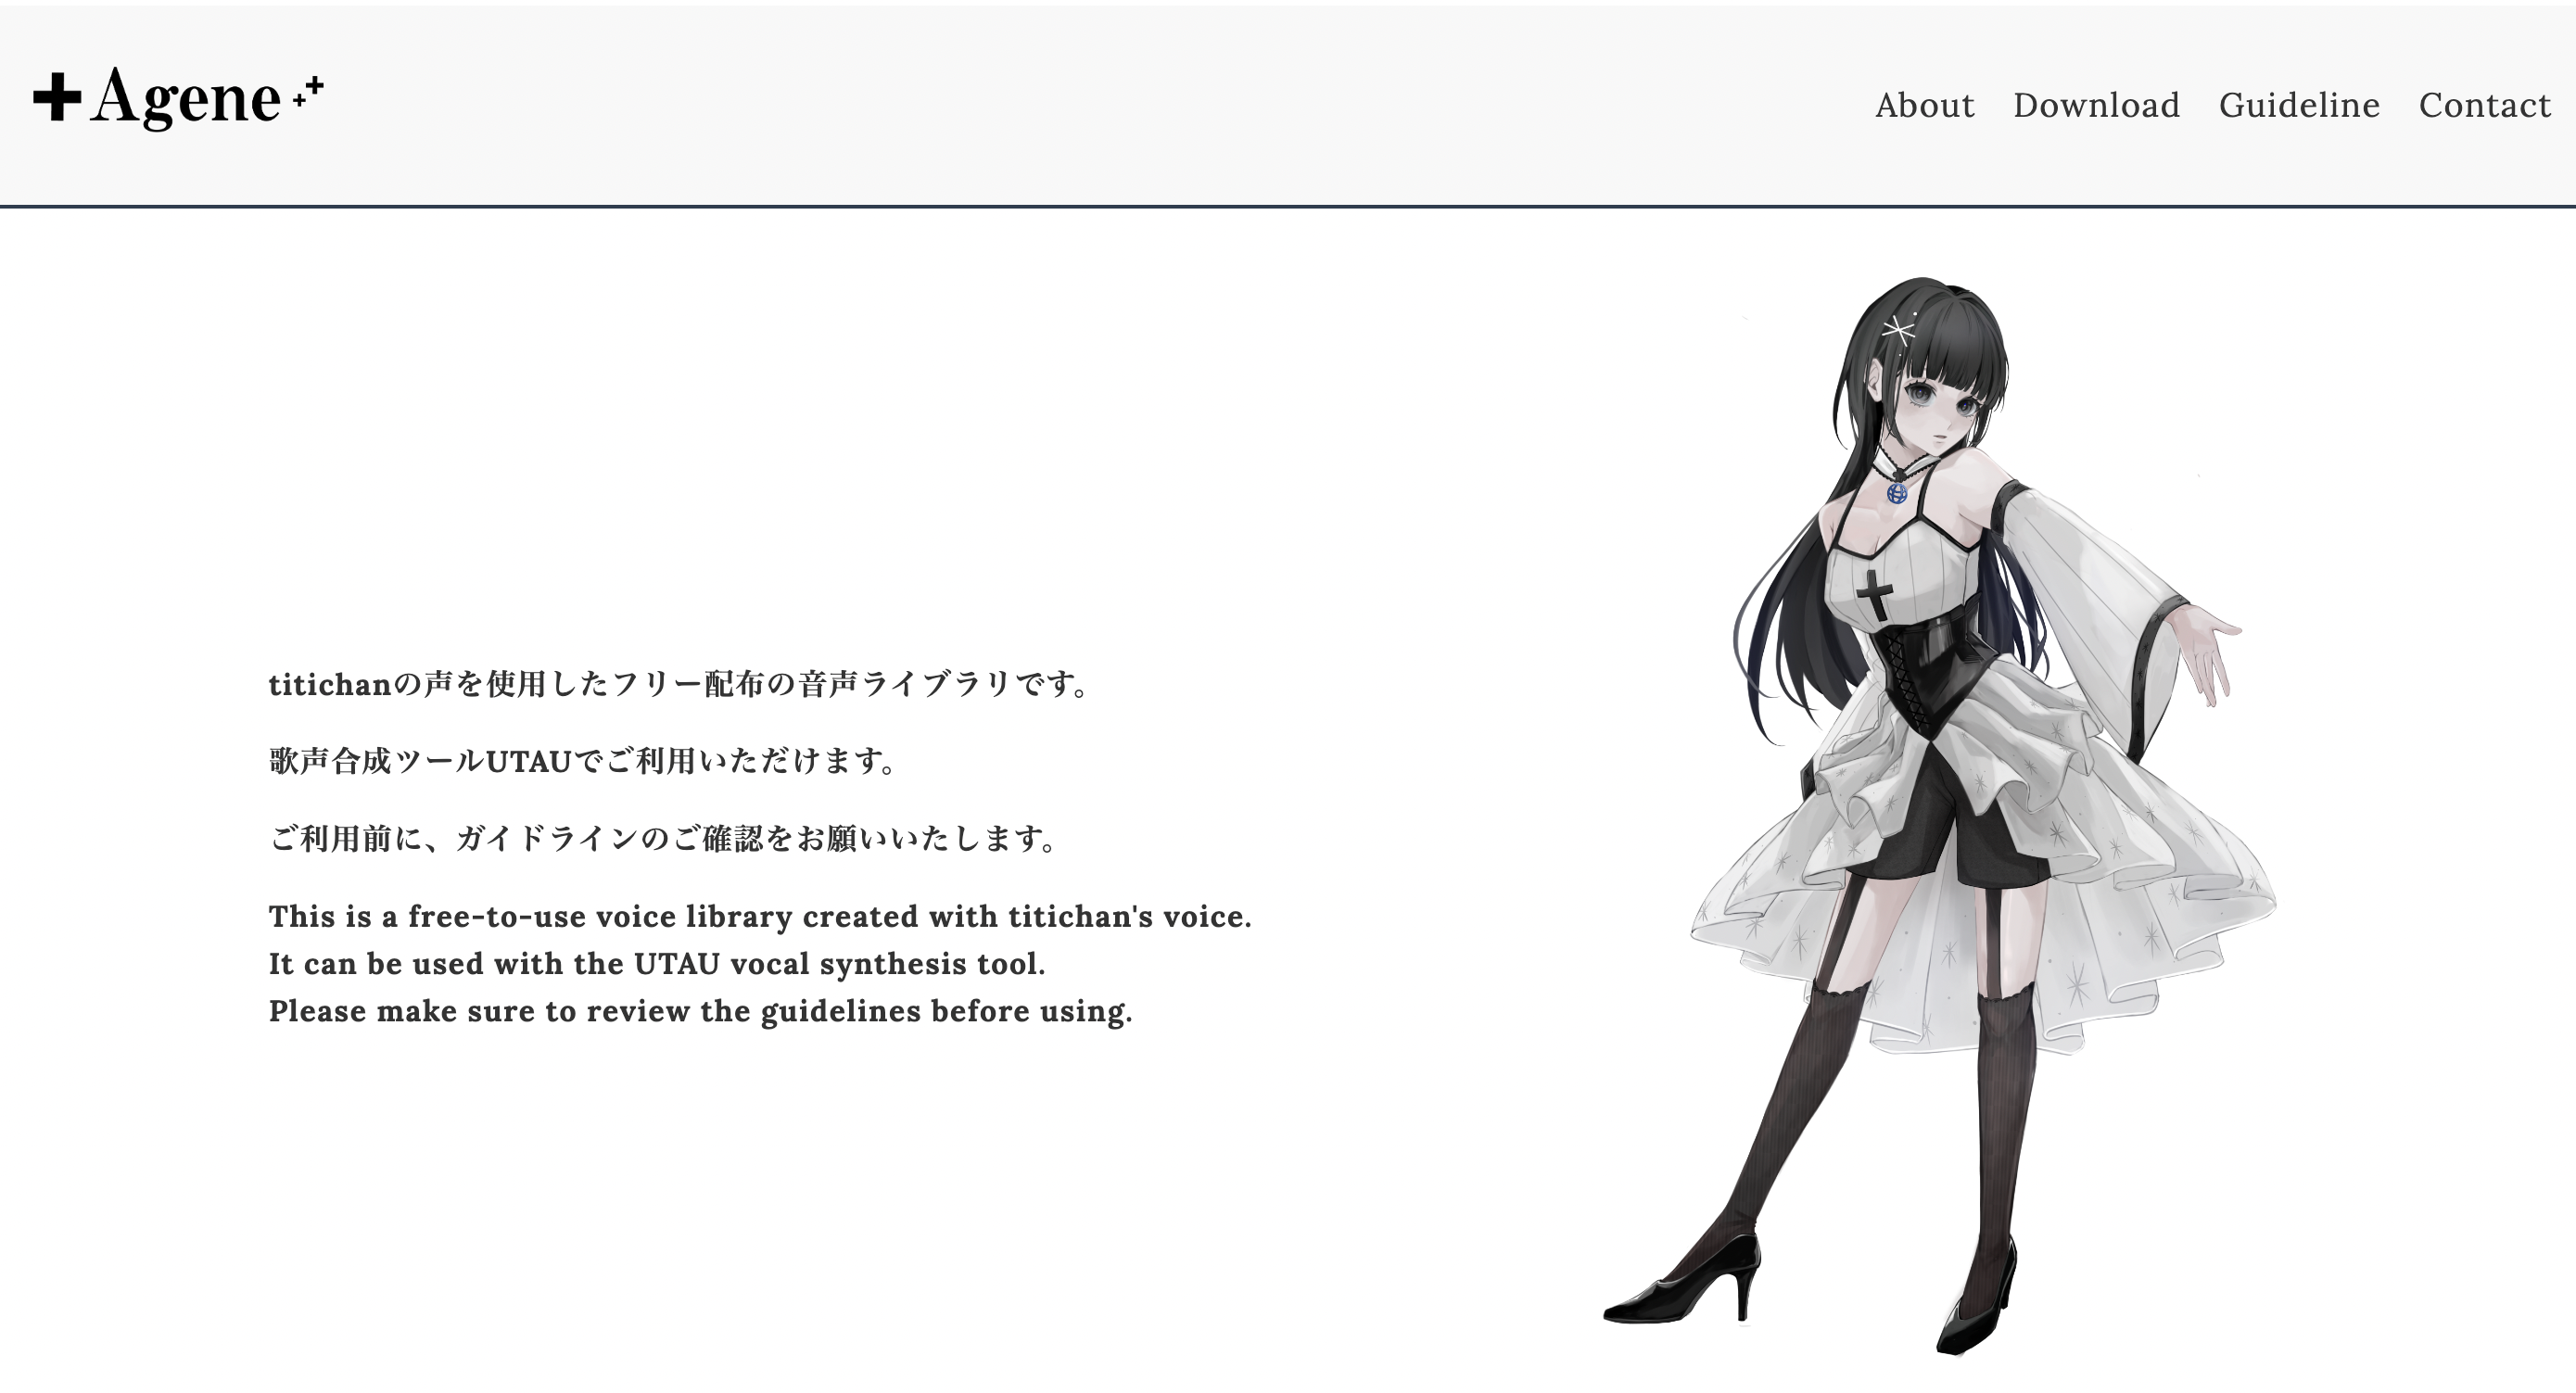 Agene
About Download Guideline Contact
titichanの声を使用したフリー配布の音声ライブラリです。
歌声合成ツールUTAUでご利用いただけます。
ご利用前に、ガイドラインのご確認をお願いいたします。
This is a free-to-use voice library created with titichan's voice.
It can be used with the UTAU vocal synthesis tool.
Please make sure to review the guidelines before using.